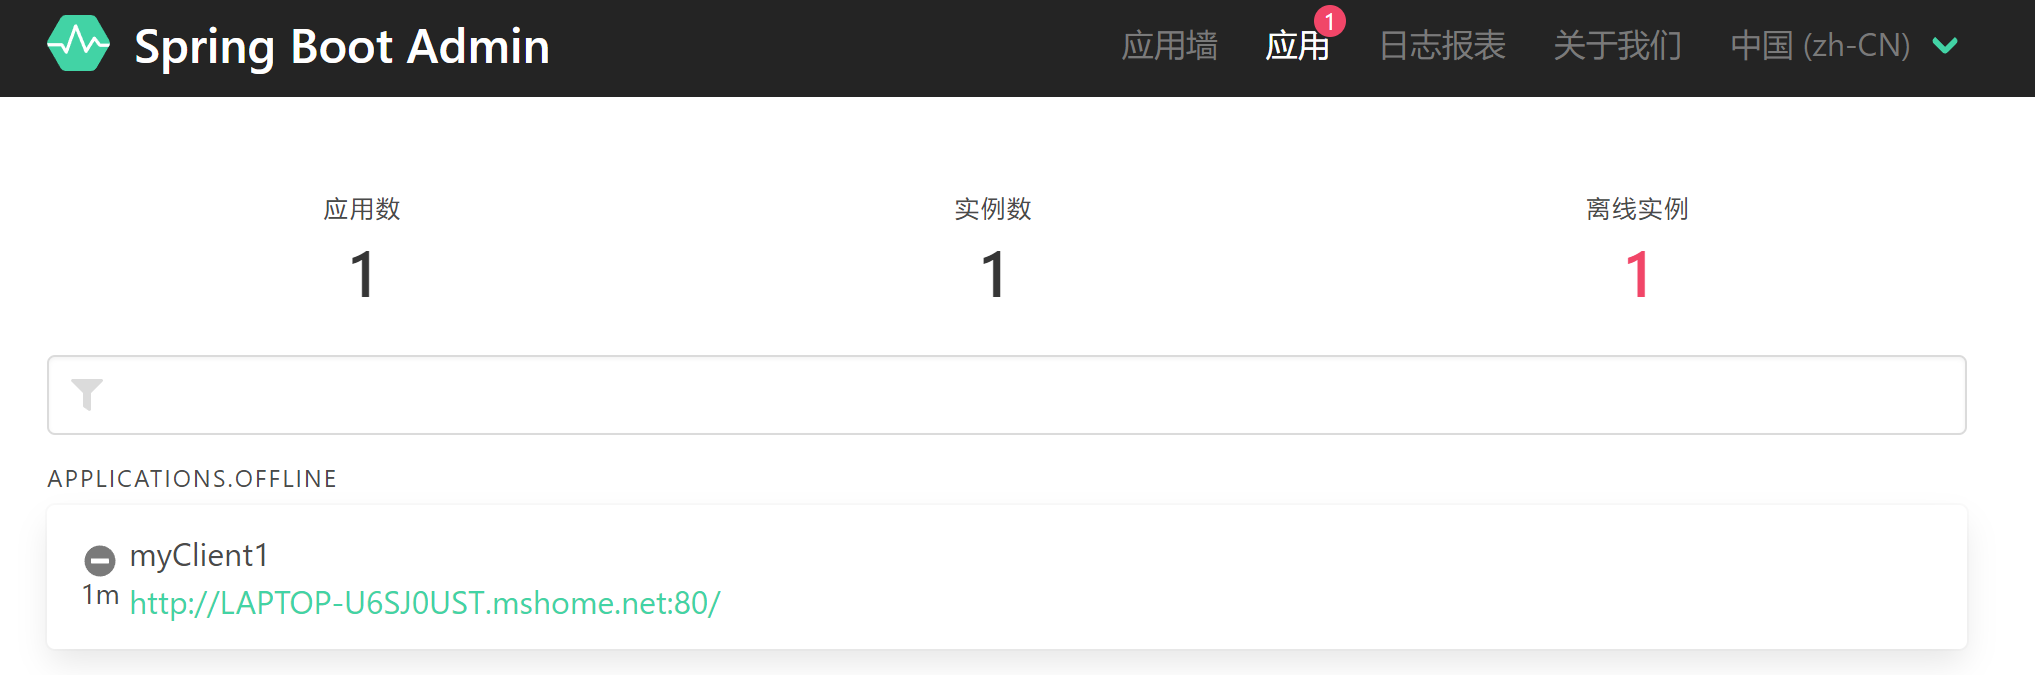 Spring Boot Admin 应用墙 应用 1 日志报表 关于我们 中国 (zh-CN)
应用数 实例数 离线实例
1 1 1
APPLICATIONS.OFFLINE
myClient1
1m http://LAPTOP-U6SJ0UST.mshome.net:80/